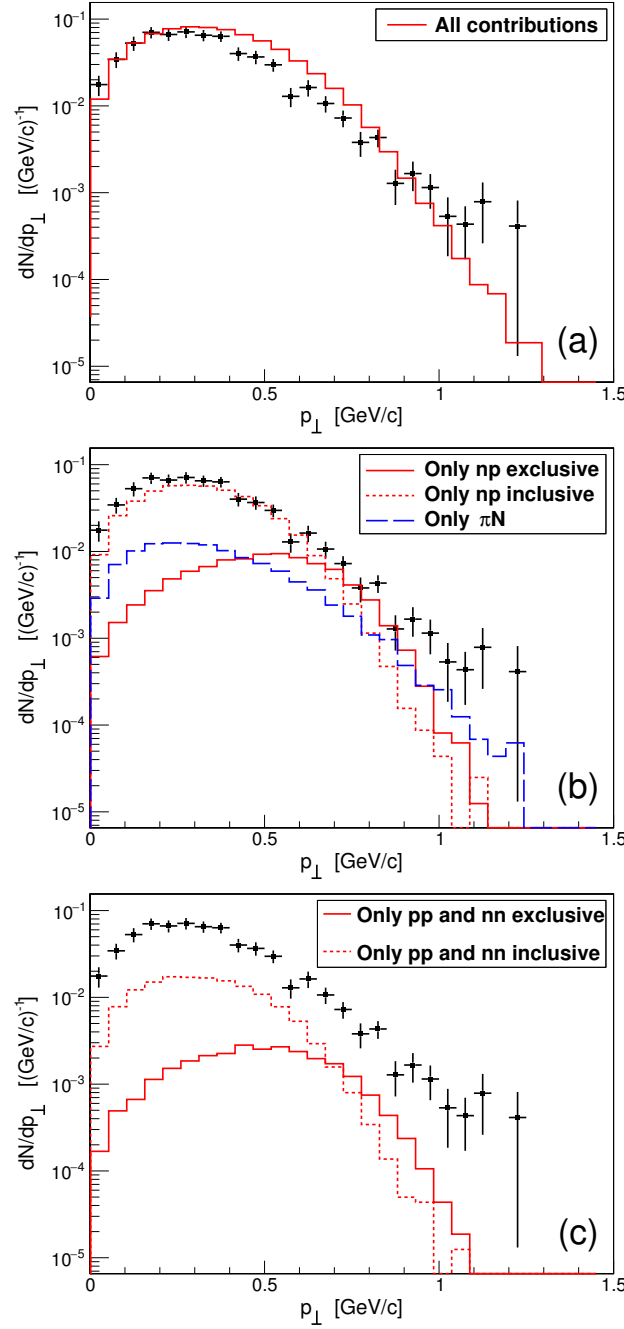 All contributions
dN/dp⊥ [(GeV/c)⁻¹]
10⁻¹
10⁻²
10⁻³
10⁻⁴
10⁻⁵
(a)
0 0.5 1 1.5
p⊥ [GeV/c]
Only np exclusive
Only np inclusive
Only πN
dN/dp⊥ [(GeV/c)⁻¹]
10⁻¹
10⁻²
10⁻³
10⁻⁴
10⁻⁵
(b)
0 0.5 1 1.5
p⊥ [GeV/c]
Only pp and nn exclusive
Only pp and nn inclusive
dN/dp⊥ [(GeV/c)⁻¹]
10⁻¹
10⁻²
10⁻³
10⁻⁴
10⁻⁵
(c)
0 0.5 1 1.5
p⊥ [GeV/c]